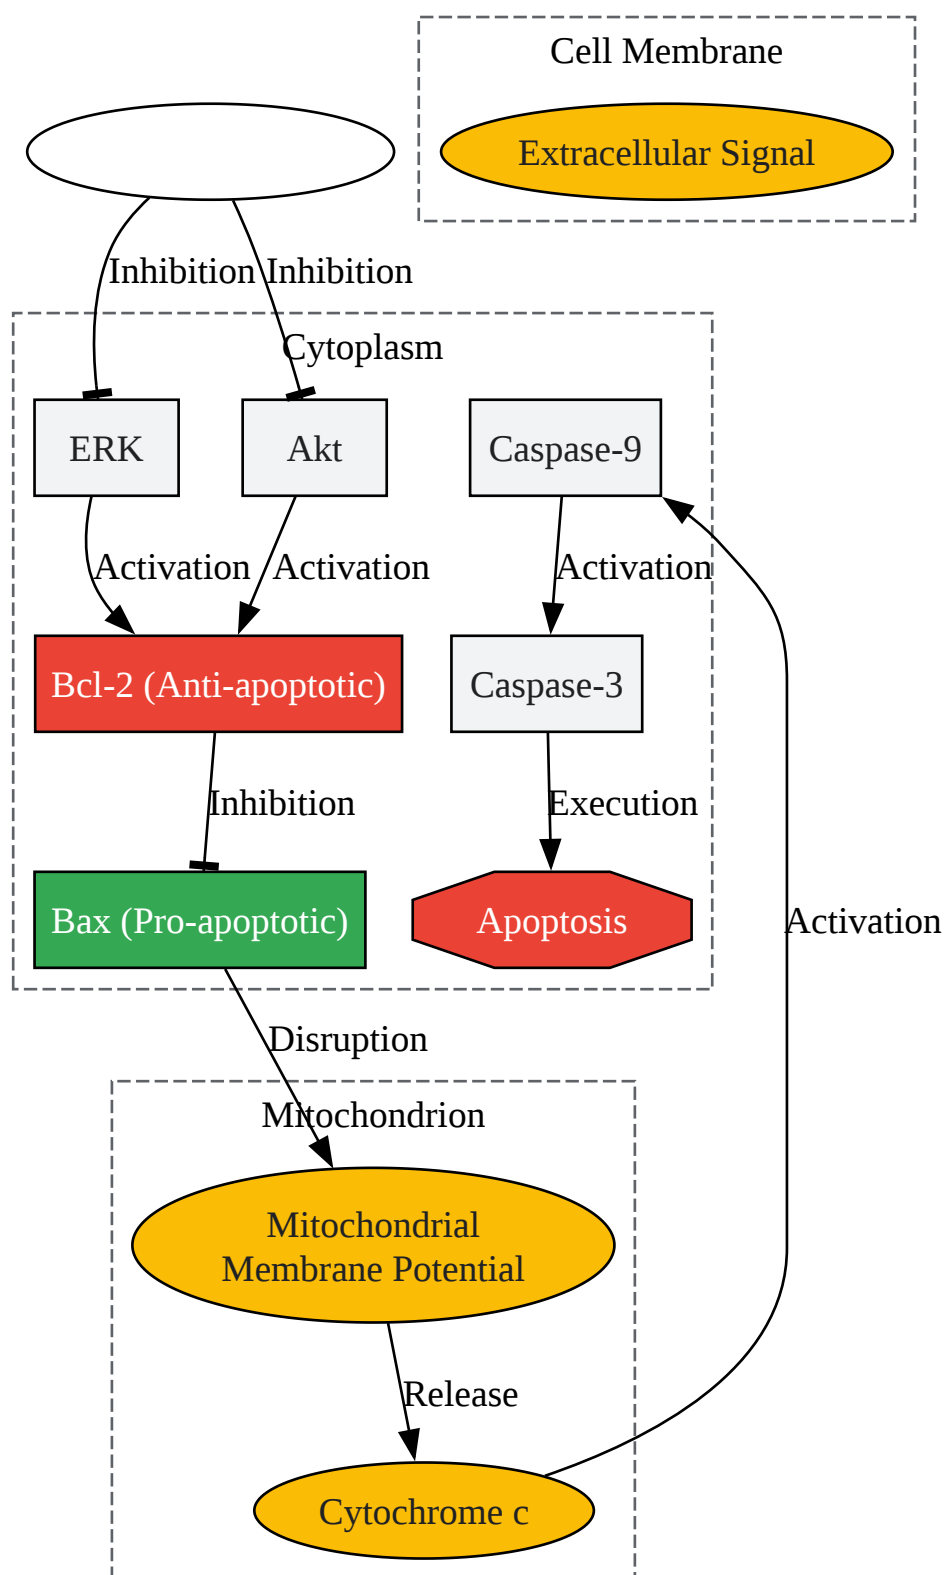 Cell Membrane
Extracellular Signal
Inhibition
Inhibition
Cytoplasm
ERK
Akt
Caspase-9
Activation
Activation
Activation
Bcl-2 (Anti-apoptotic)
Caspase-3
Inhibition
Execution
Bax (Pro-apoptotic)
Apoptosis
Activation
Disruption
Mitochondrion
Mitochondrial
Membrane Potential
Release
Cytochrome c